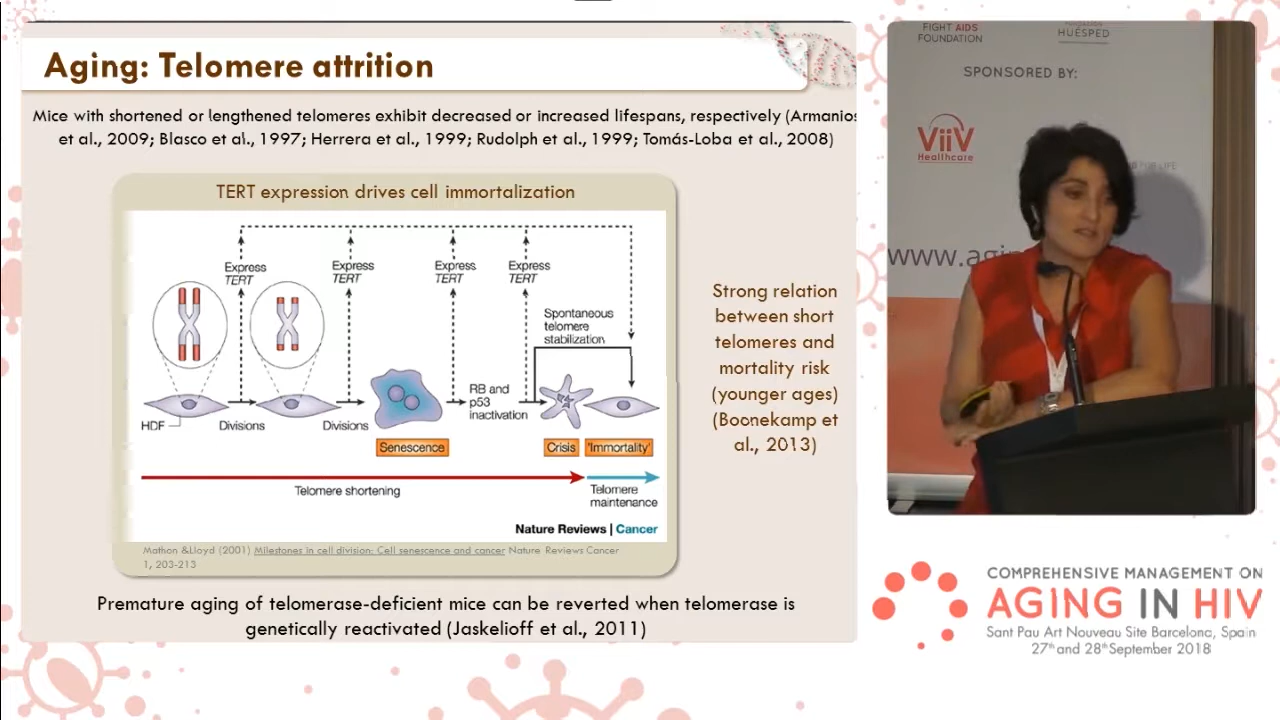 Aging: Telomere attrition
Mice with shortened or lengthened telomeres exhibit decreased or increased lifespans, respectively (Armanios
et al., 2009; Blasco et al., 1997; Herrera et al., 1999; Rudolph et al., 1999; Tomás-Loba et al., 2008)
TERT expression drives cell immortalization
Express
TERT
Express
TERT
Express
TERT
Express
TERT
Spontaneous
telomere
stabilization
HDF
Divisions
Divisions
RB and
p53
inactivation
Senescence
Crisis
'Immortality'
Telomere shortening
Telomere
maintenance
Nature Reviews | Cancer
Mathon &Lloyd (2001) Milestones in cell division: Cell senescence and cancer Nature Reviews Cancer
1, 203-213
Strong relation
between short
telomeres and
mortality risk
(younger ages)
(Boonekamp et
al., 2013)
Premature aging of telomerase-deficient mice can be reverted when telomerase is
genetically reactivated (Jaskelioff et al., 2011)
FIGHT AIDS
FOUNDATION
HUÉSPED
SPONSORED BY:
ViiV
Healthcare
FOR LIFE
www.ag
COMPREHENSIVE MANAGEMENT ON
AGING IN HIV
Sant Pau Art Nouveau Site Barcelona, Spain
27th and 28th September 2018